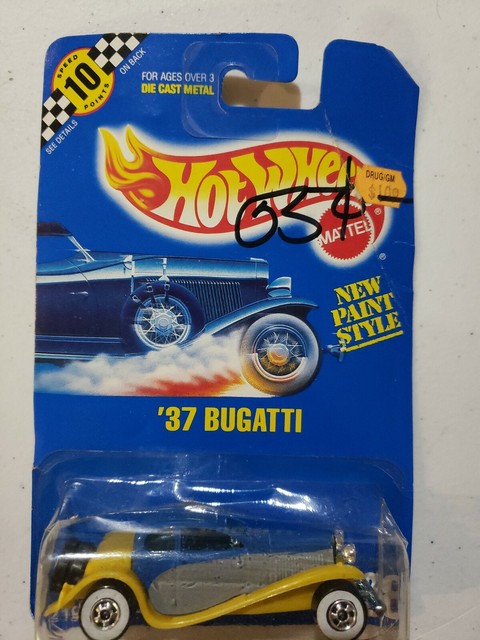 SPEED
10
POINTS
ON BACK
SEE DETAILS
FOR AGES OVER 3
DIE CAST METAL
HOT WHEELS
DRUG/GM
$1.09
65¢
MATTEL
®
®
NEW
PAINT
STYLE
'37 BUGATTI